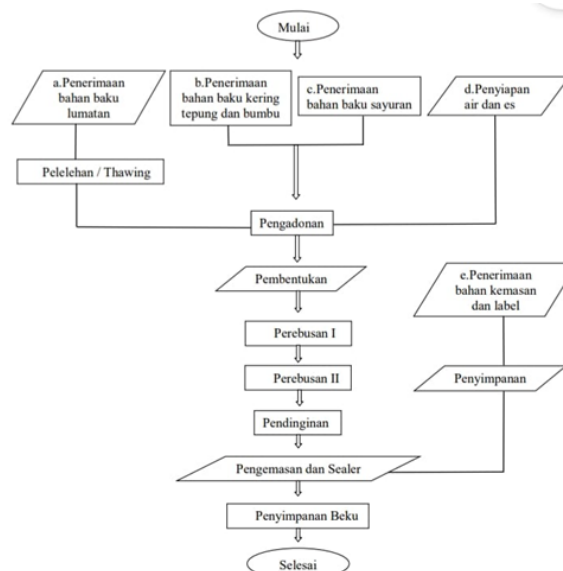 Mulai
a.Penerimaan
bahan baku
lumatan
b.Penerimaan
bahan baku kering
tepung dan bumbu
c.Penerimaan
bahan baku sayuran
d.Penyiapan
air dan es
Pelelehan / Thawing
Pengadonan
Pembentukan
e.Penerimaan
bahan kemasan
dan label
Perebusan I
Perebusan II
Penyimpanan
Pendinginan
Pengemasan dan Sealer
Penyimpanan Beku
Selesai